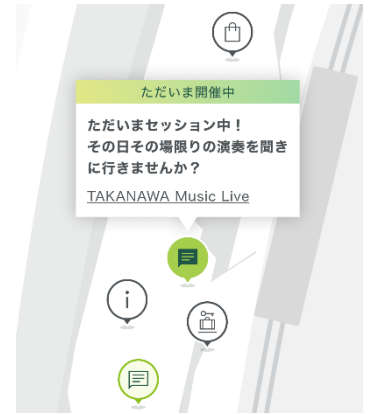 ただいま開催中
ただいまセッション中！
その日その場限りの演奏を聞き
に行きませんか？
TAKANAWA Music Live
i